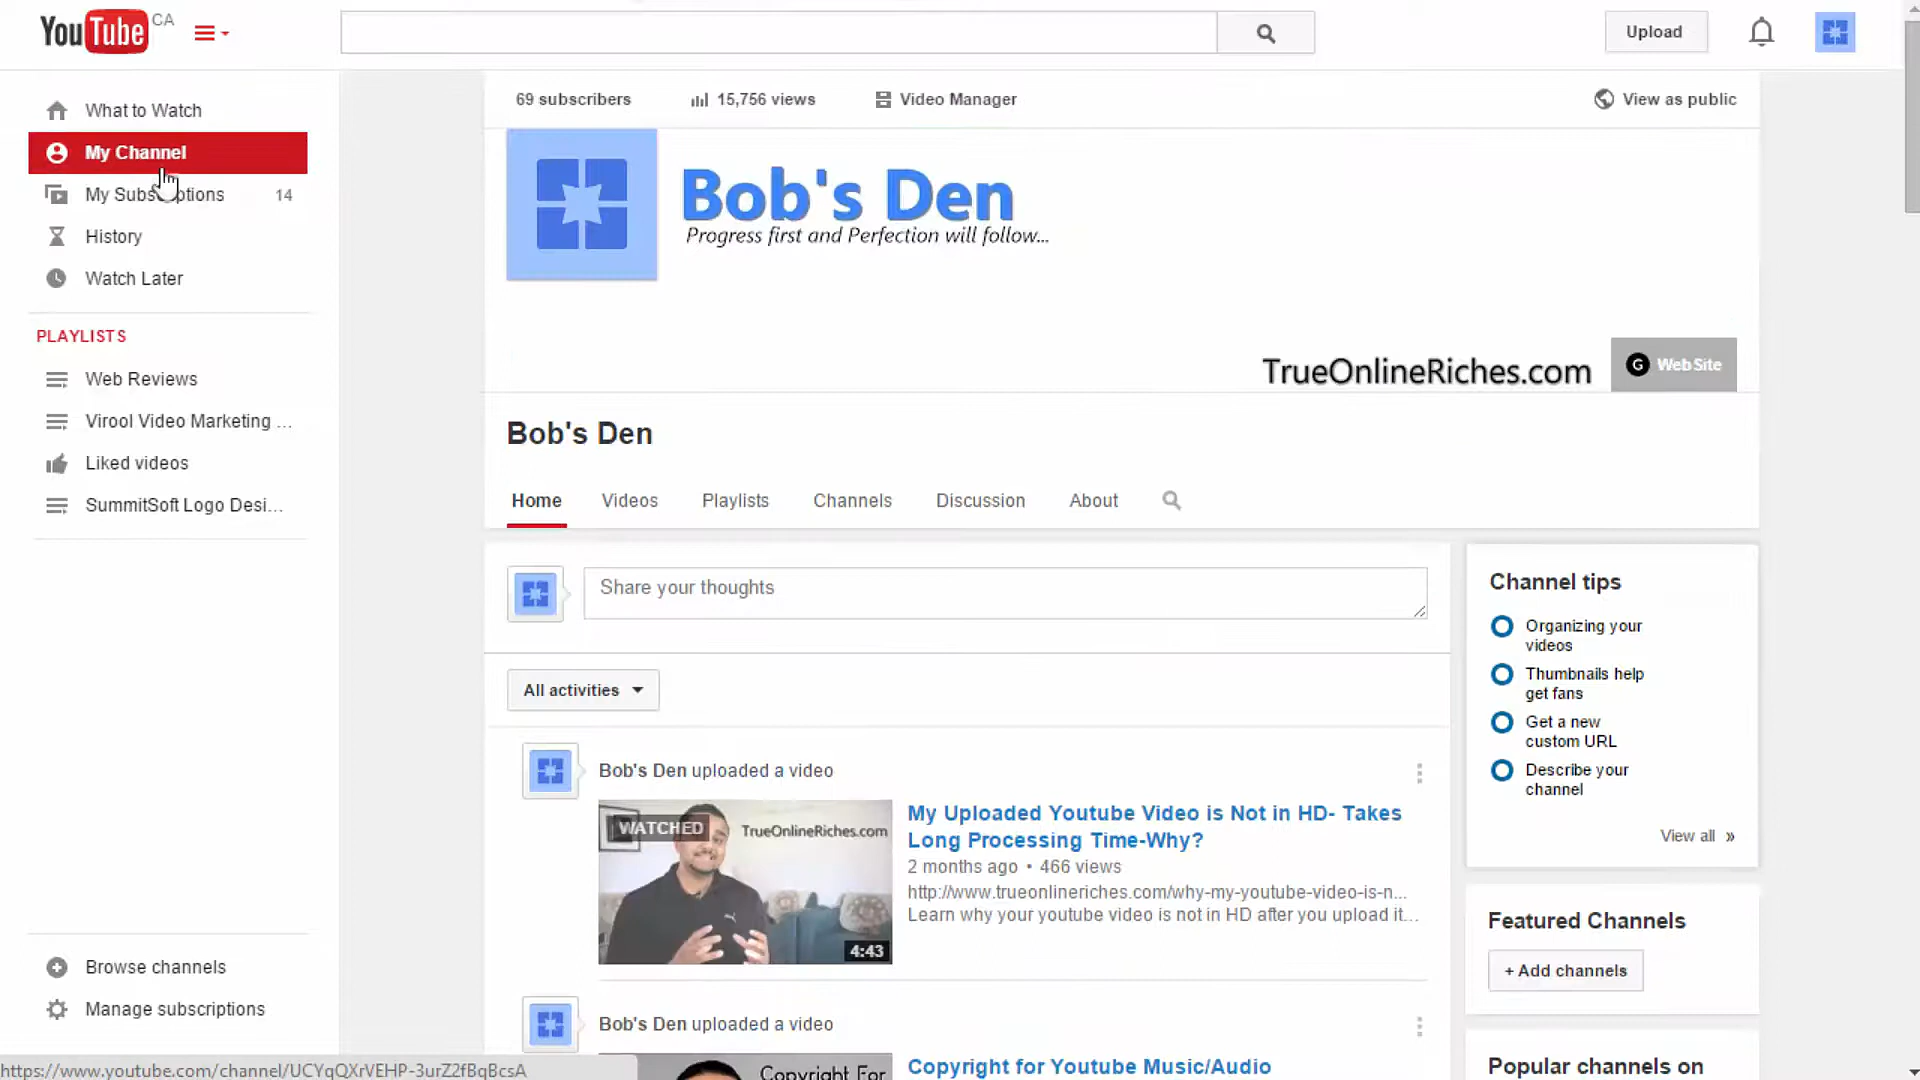 YouTube CA
Upload
What to Watch
My Channel
My Subscriptions 14
History
Watch Later
PLAYLISTS
Web Reviews
Virool Video Marketing ...
Liked videos
SummitSoft Logo Desi...
Browse channels
Manage subscriptions
69 subscribers
15,756 views
Video Manager
View as public
Bob's Den
Progress first and Perfection will follow...
TrueOnlineRiches.com
G WebSite
Bob's Den
Home
Videos
Playlists
Channels
Discussion
About
Share your thoughts
All activities
Bob's Den uploaded a video
WATCHED
TrueOnlineRiches.com
4:43
My Uploaded Youtube Video is Not in HD- Takes
Long Processing Time-Why?
2 months ago • 466 views
http://www.trueonlineriches.com/why-my-youtube-video-is-n...
Learn why your youtube video is not in HD after you upload it...
Bob's Den uploaded a video
Copyright For
Copyright for Youtube Music/Audio
Channel tips
Organizing your
videos
Thumbnails help
get fans
Get a new
custom URL
Describe your
channel
View all »
Featured Channels
+ Add channels
Popular channels on
https://www.youtube.com/channel/UCYqQXrVEHP-3urZ2fBqBcsA